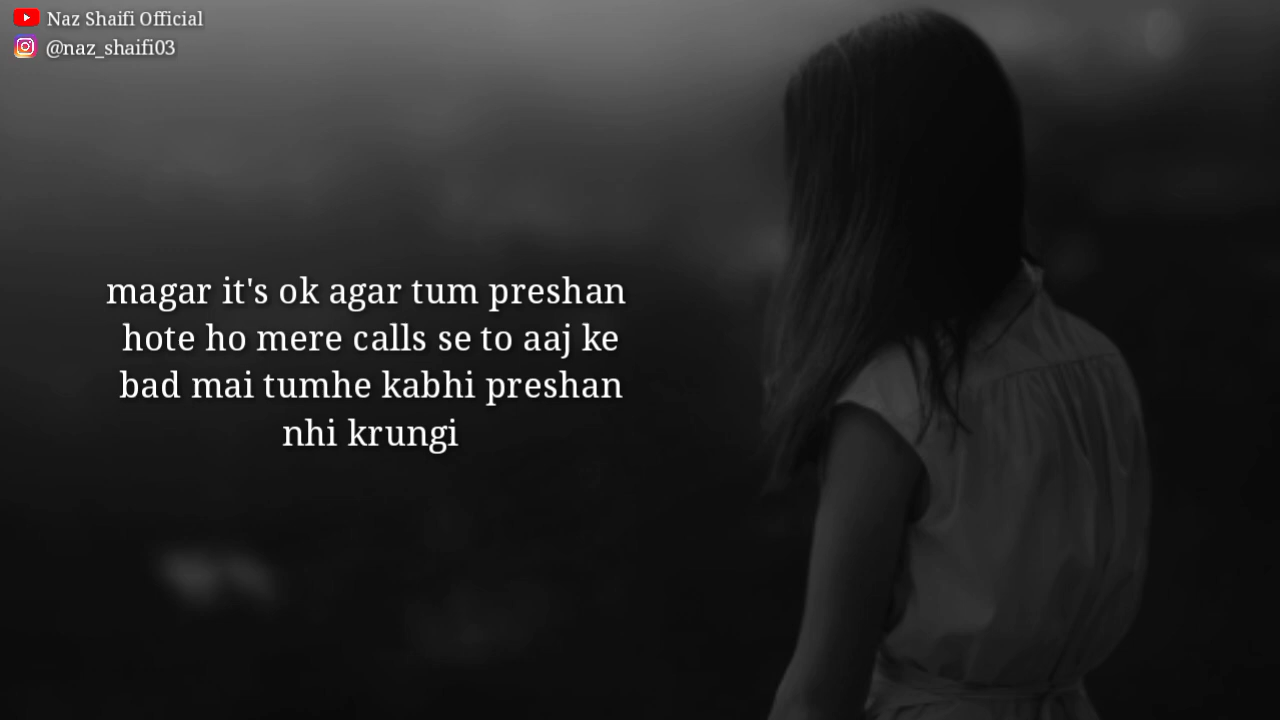 Naz Shaifi Official
@naz_shaifi03
magar it's ok agar tum preshan
hote ho mere calls se to aaj ke
bad mai tumhe kabhi preshan
nhi krungi